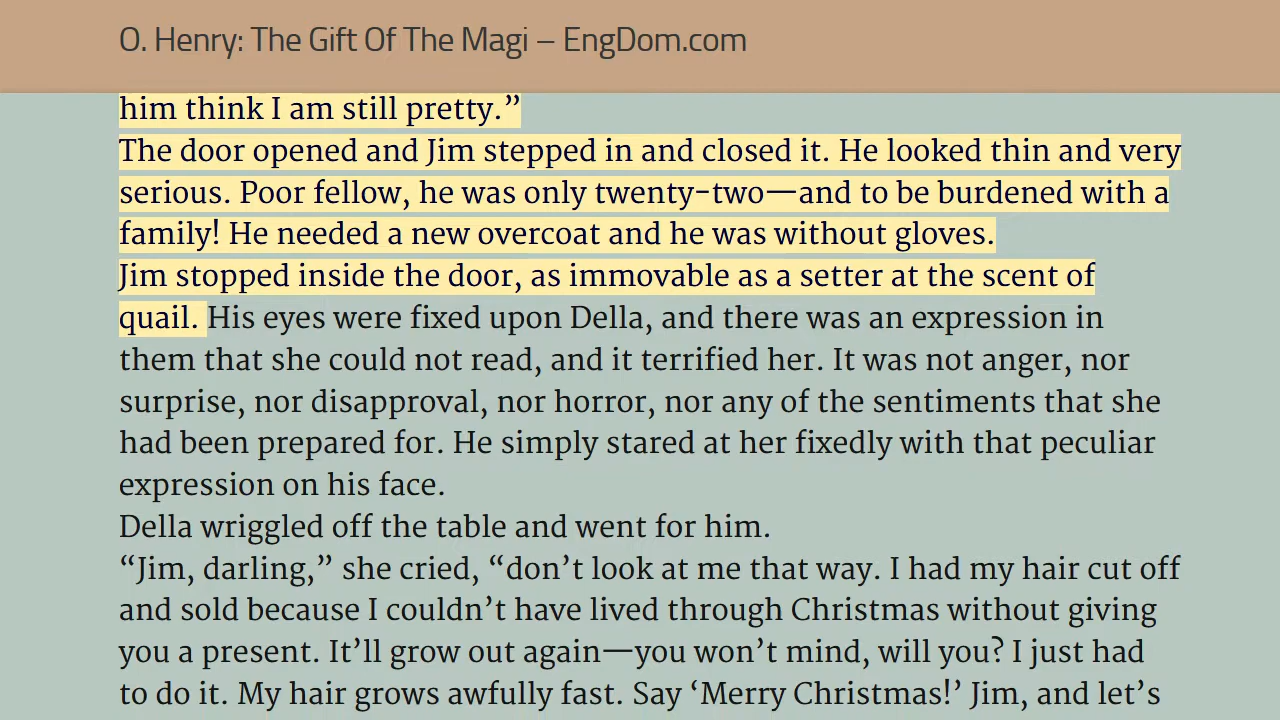 O. Henry: The Gift Of The Magi – EngDom.com
him think I am still pretty.”
The door opened and Jim stepped in and closed it. He looked thin and very
serious. Poor fellow, he was only twenty-two—and to be burdened with a
family! He needed a new overcoat and he was without gloves.
Jim stopped inside the door, as immovable as a setter at the scent of
quail. His eyes were fixed upon Della, and there was an expression in
them that she could not read, and it terrified her. It was not anger, nor
surprise, nor disapproval, nor horror, nor any of the sentiments that she
had been prepared for. He simply stared at her fixedly with that peculiar
expression on his face.
Della wriggled off the table and went for him.
“Jim, darling,” she cried, “don’t look at me that way. I had my hair cut off
and sold because I couldn’t have lived through Christmas without giving
you a present. It’ll grow out again—you won’t mind, will you? I just had
to do it. My hair grows awfully fast. Say ‘Merry Christmas!’ Jim, and let’s